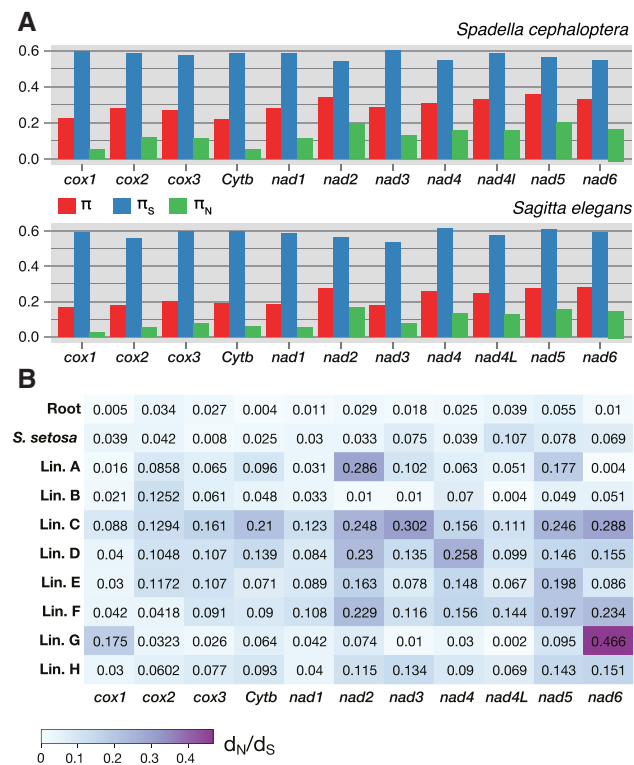 A
Spadella cephaloptera
0.6
0.4
0.2
0.0
cox1 cox2 cox3 Cytb nad1 nad2 nad3 nad4 nad4l nad5 nad6
π πS πN
Sagitta elegans
0.6
0.4
0.2
0.0
cox1 cox2 cox3 Cytb nad1 nad2 nad3 nad4 nad4L nad5 nad6
B
Root 0.005 0.034 0.027 0.004 0.011 0.029 0.018 0.025 0.039 0.055 0.01
S. setosa 0.039 0.042 0.008 0.025 0.03 0.033 0.075 0.039 0.107 0.078 0.069
Lin. A 0.016 0.0858 0.065 0.096 0.031 0.286 0.102 0.063 0.051 0.177 0.004
Lin. B 0.021 0.1252 0.061 0.048 0.033 0.01 0.01 0.07 0.004 0.049 0.051
Lin. C 0.088 0.1294 0.161 0.21 0.123 0.248 0.302 0.156 0.111 0.246 0.288
Lin. D 0.04 0.1048 0.107 0.139 0.084 0.23 0.135 0.258 0.099 0.146 0.155
Lin. E 0.03 0.1172 0.107 0.071 0.089 0.163 0.078 0.148 0.067 0.198 0.086
Lin. F 0.042 0.0418 0.091 0.09 0.108 0.229 0.116 0.156 0.144 0.197 0.234
Lin. G 0.175 0.0323 0.026 0.064 0.042 0.074 0.01 0.03 0.002 0.095 0.466
Lin. H 0.03 0.0602 0.077 0.093 0.04 0.115 0.134 0.09 0.069 0.143 0.151
cox1 cox2 cox3 Cytb nad1 nad2 nad3 nad4 nad4L nad5 nad6
0 0.1 0.2 0.3 0.4 dN/dS